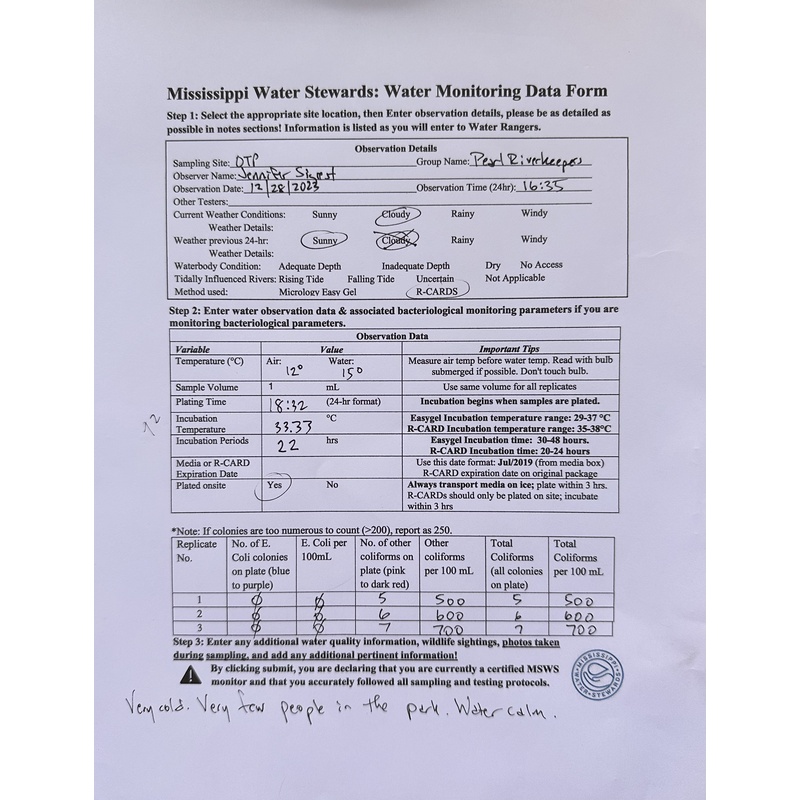 Mississippi Water Stewards: Water Monitoring Data Form
Step 1: Select the appropriate site location, then Enter observation details, please be as detailed as
possible in notes sections! Information is listed as you will enter to Water Rangers.
Observation Details
Sampling Site: OTP Group Name: Pearl Riverkeepers
Observer Name: Jennifer Sigrest
Observation Date: 12/28/2023 Observation Time (24hr): 16:35
Other Testers:
Current Weather Conditions: Sunny Cloudy Rainy Windy
Weather Details:
Weather previous 24-hr: Sunny Cloudy Rainy Windy
Weather Details:
Waterbody Condition: Adequate Depth Inadequate Depth Dry No Access
Tidally Influenced Rivers: Rising Tide Falling Tide Uncertain Not Applicable
Method used: Micrology Easy Gel R-CARDS
Step 2: Enter water observation data & associated bacteriological monitoring parameters if you are
monitoring bacteriological parameters.
Observation Data
Variable Value Important Tips
Temperature (°C) Air: Water: Measure air temp before water temp. Read with bulb
12° 15° submerged if possible. Don't touch bulb.
Sample Volume 1 mL Use same volume for all replicates
Plating Time 18:32 (24-hr format) Incubation begins when samples are plated.
Incubation °C Easygel Incubation temperature range: 29-37 °C
Temperature 33.33 R-CARD Incubation temperature range: 35-38°C
Incubation Periods 22 hrs Easygel Incubation time: 30-48 hours.
R-CARD Incubation time: 20-24 hours
Media or R-CARD Use this date format: Jul/2019 (from media box)
Expiration Date R-CARD expiration date on original package
Plated onsite Yes No Always transport media on ice; plate within 3 hrs.
R-CARDs should only be plated on site; incubate
within 3 hrs
*Note: If colonies are too numerous to count (>200), report as 250.
Replicate No. of E. E. Coli per No. of other Other Total Total
No. Coli colonies 100mL coliforms on coliforms Coliforms Coliforms
on plate (blue plate (pink per 100 mL (all colonies per 100 mL
to purple) to dark red) on plate)
1 Ø Ø 5 500 5 500
2 Ø Ø 6 600 6 600
3 Ø Ø 7 700 7 700
Step 3: Enter any additional water quality information, wildlife sightings, photos taken
during sampling, and add any additional pertinent information!
By clicking submit, you are declaring that you are currently a certified MSWS
monitor and that you accurately followed all sampling and testing protocols.
MISSISSIPPI WATER STEWARDS
Very cold. Very few people in the park. Water calm.